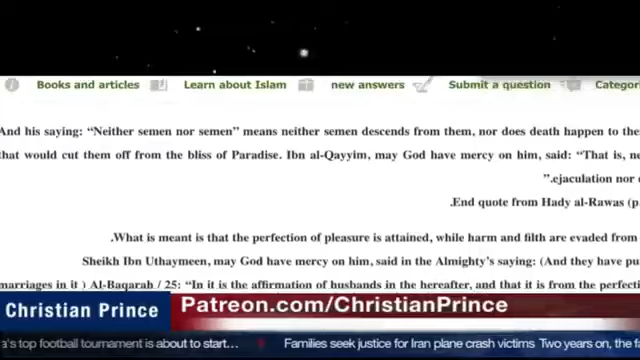 Books and articles
Learn about Islam
new answers
Submit a question
Categori
And his saying: “Neither semen nor semen” means neither semen descends from them, nor does death happen to the
that would cut them off from the bliss of Paradise. Ibn al-Qayyim, may God have mercy on him, said: “That is, ne
”.ejaculation nor
.End quote from Hady al-Rawas (p.
.What is meant is that the perfection of pleasure is attained, while harm and filth are evaded from
Sheikh Ibn Uthaymeen, may God have mercy on him, said in the Almighty’s saying: (And they have pu
marriages in it ) Al-Baqarah / 25: “In it is the affirmation of husbands in the hereafter, and that it is from the perfecti
Christian Prince
Patreon.com/ChristianPrince
a's top football tournament is about to start...
Families seek justice for Iran plane crash victims Two years on, the fa